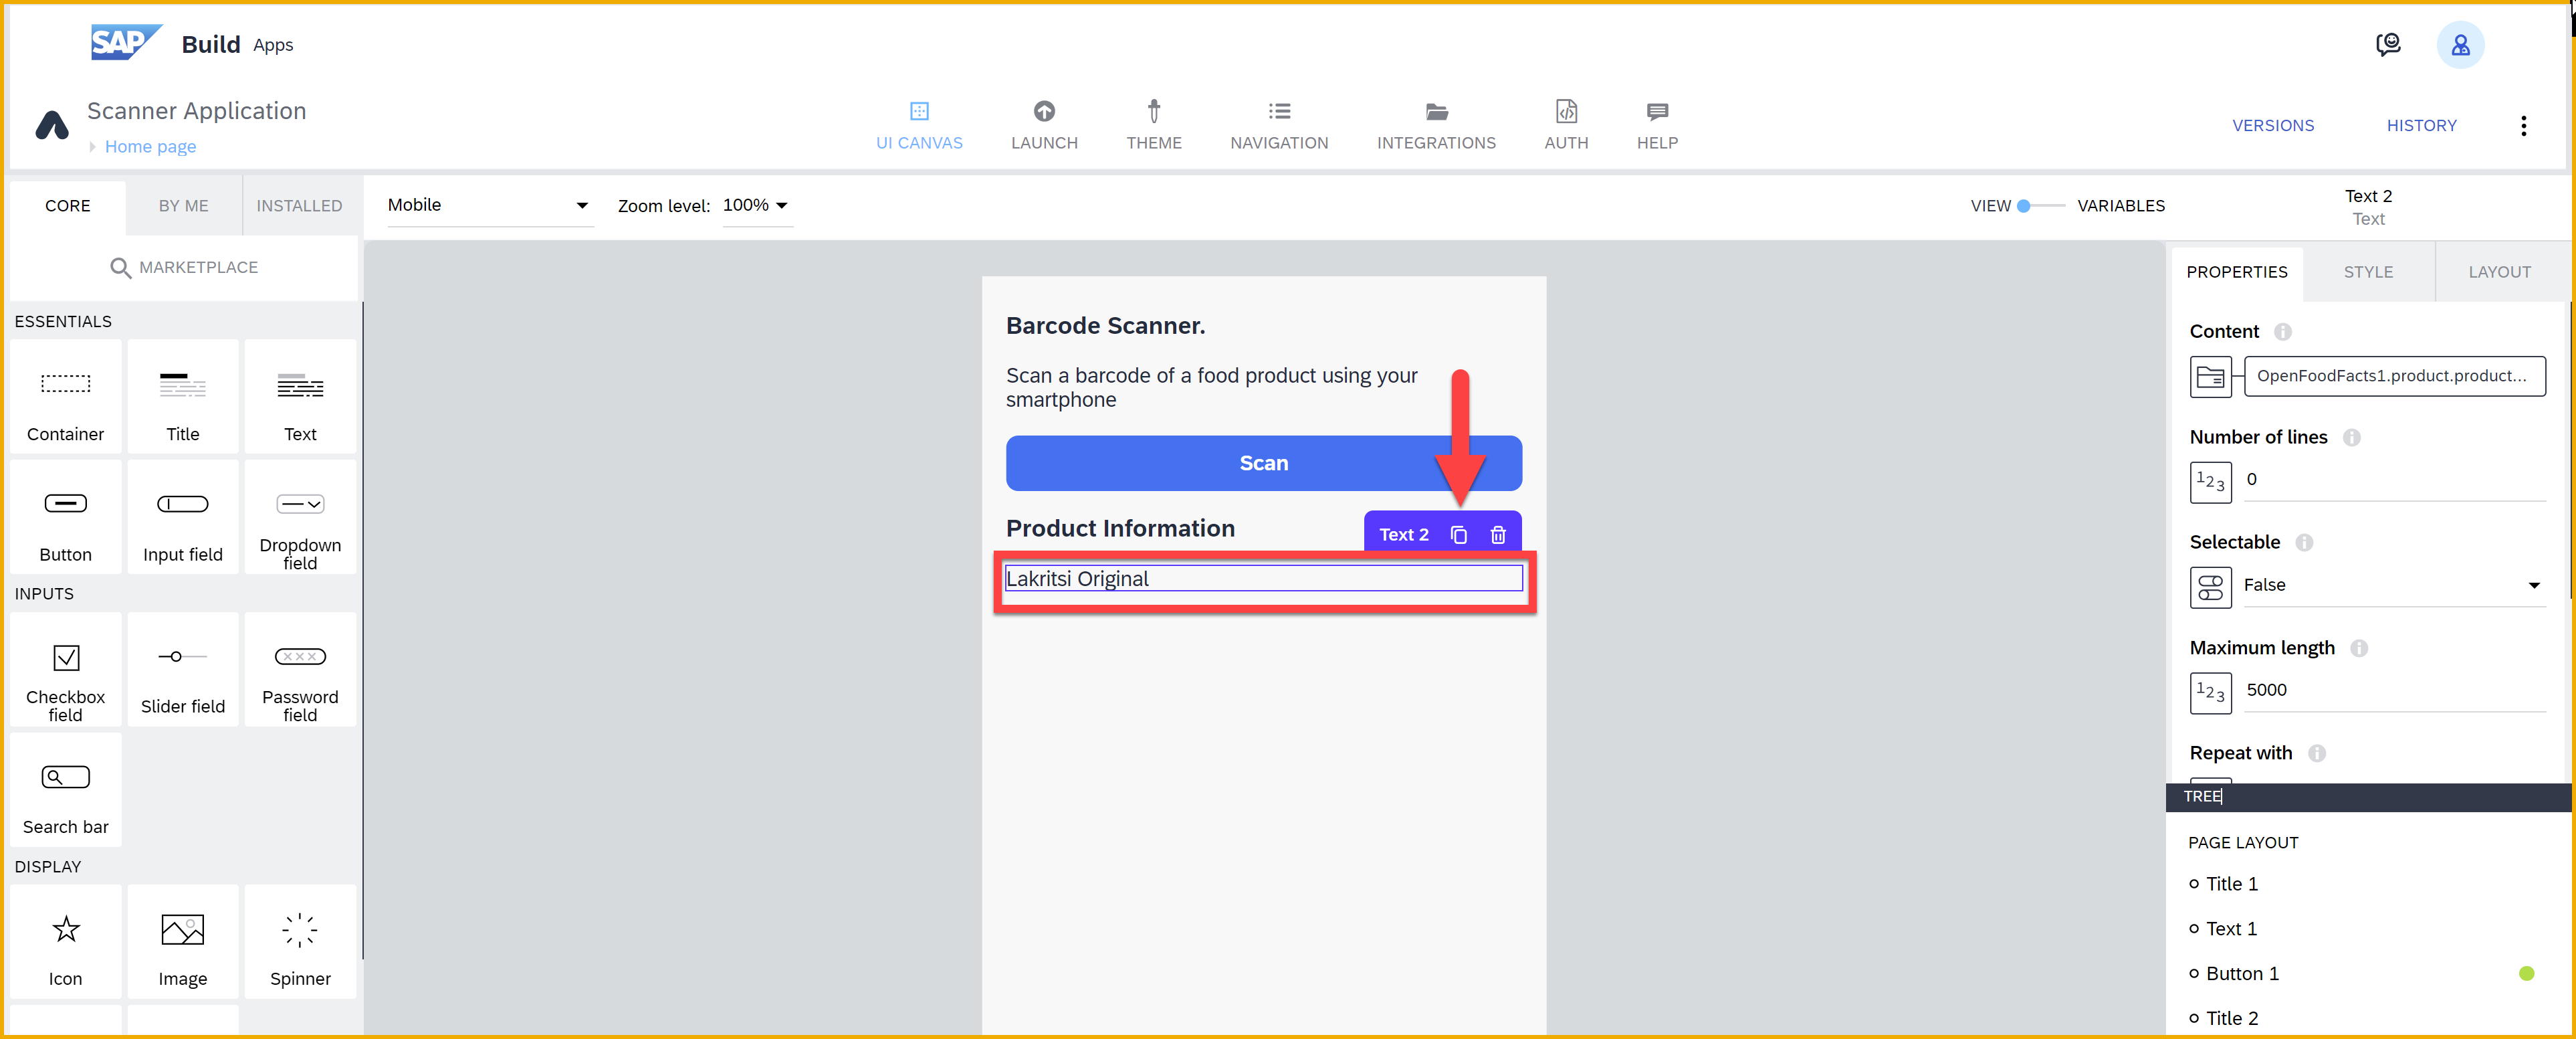 SAP Build Apps
Scanner Application
Home page
UI CANVAS
LAUNCH
THEME
NAVIGATION
INTEGRATIONS
AUTH
HELP
VERSIONS
HISTORY
CORE
BY ME
INSTALLED
MARKETPLACE
Mobile
Zoom level: 100%
VIEW
VARIABLES
Text 2
Text
ESSENTIALS
Container
Title
Text
Button
Input field
Dropdown
field
INPUTS
Checkbox
field
Slider field
Password
field
Search bar
DISPLAY
Icon
Image
Spinner
Barcode Scanner.
Scan a barcode of a food product using your
smartphone
Scan
Product Information
Text 2
Lakritsi Original
PROPERTIES
STYLE
LAYOUT
Content
OpenFoodFacts1.product.product...
Number of lines
123
0
Selectable
False
Maximum length
123
5000
Repeat with
TREE
PAGE LAYOUT
Title 1
Text 1
Button 1
Title 2